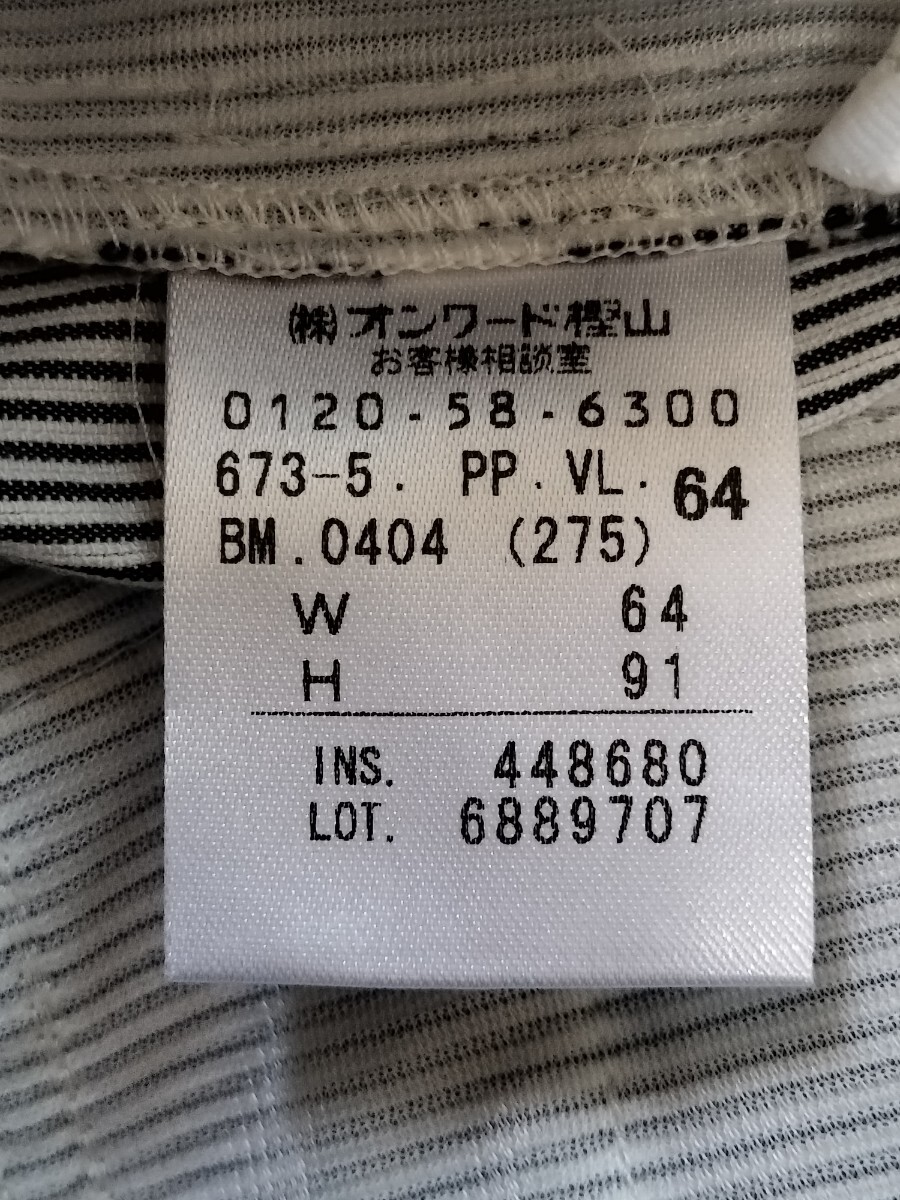 (株)オンワード樫山
お客様相談室
0120-58-6300
673-5. PP.VL. 64
BM.0404 (275)
W 64
H 91
INS. 448680
LOT. 6889707